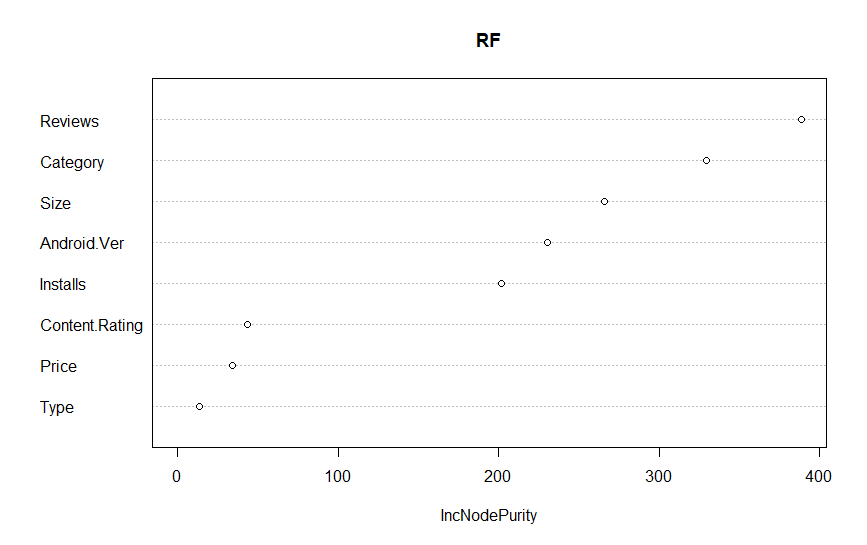 RF
Reviews
Category
Size
Android.Ver
Installs
Content.Rating
Price
Type
0 100 200 300 400
IncNodePurity